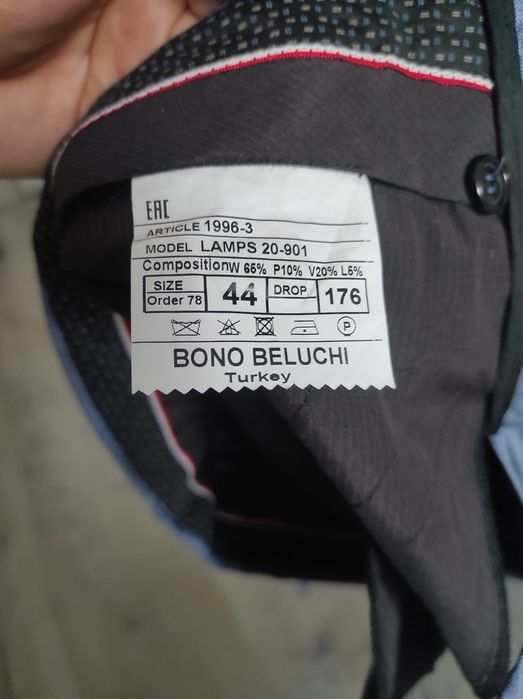 EAC
ARTICLE 1996-3
MODEL LAMPS 20-901
Composition W 65% P10% V20% L5%
SIZE Order 78 44 DROP 176
BONO BELUCHI
Turkey